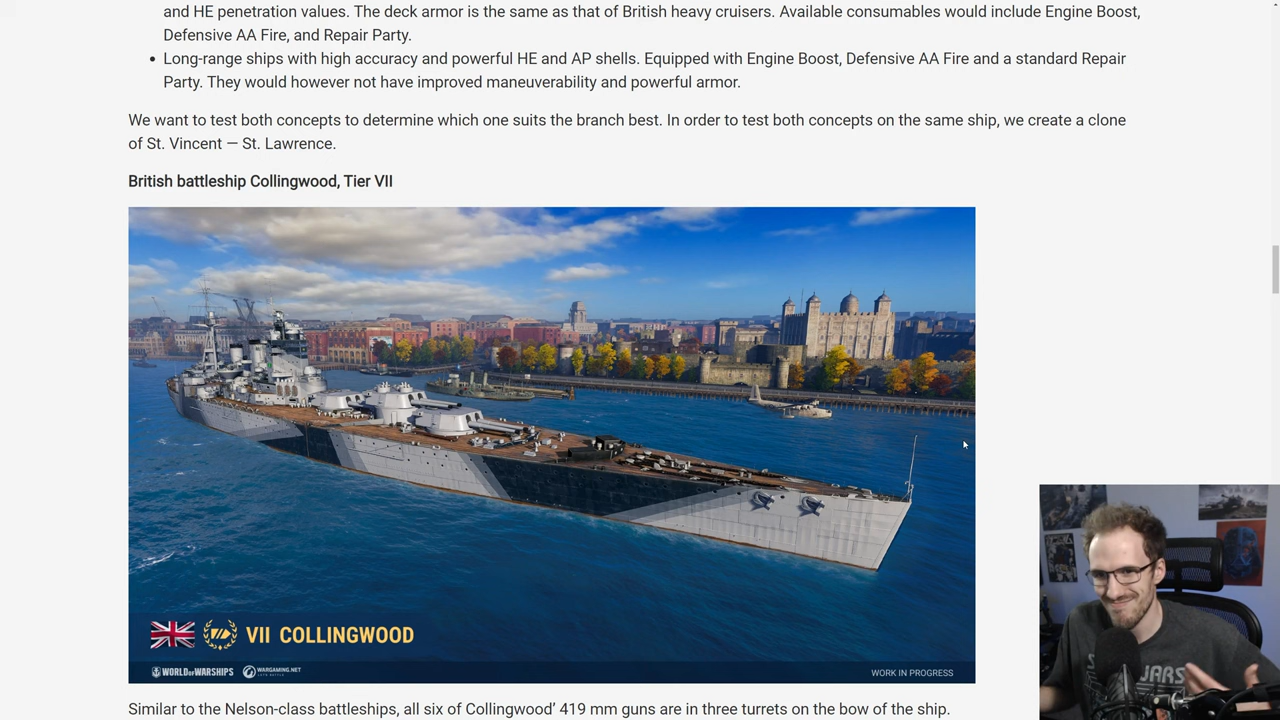 and HE penetration values. The deck armor is the same as that of British heavy cruisers. Available consumables would include Engine Boost,
Defensive AA Fire, and Repair Party.
• Long-range ships with high accuracy and powerful HE and AP shells. Equipped with Engine Boost, Defensive AA Fire and a standard Repair
Party. They would however not have improved maneuverability and powerful armor.
We want to test both concepts to determine which one suits the branch best. In order to test both concepts on the same ship, we create a clone
of St. Vincent — St. Lawrence.
British battleship Collingwood, Tier VII
VII COLLINGWOOD
WORLD OF WARSHIPS
WARGAMING.NET
LET'S BATTLE
WORK IN PROGRESS
JARS
Similar to the Nelson-class battleships, all six of Collingwood' 419 mm guns are in three turrets on the bow of the ship.